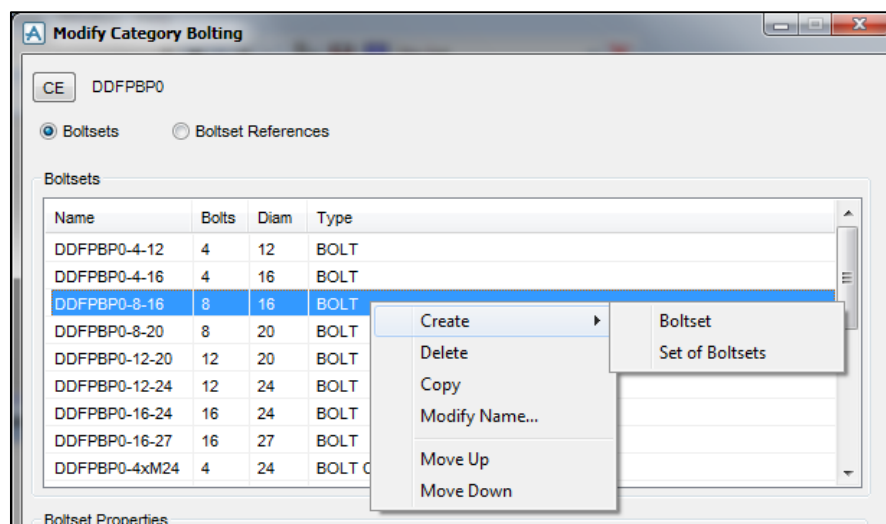 Modify Category Bolting
CE DDFPBP0
Boltsets Boltset References
Boltsets
Name Bolts Diam Type
DDFPBP0-4-12 4 12 BOLT
DDFPBP0-4-16 4 16 BOLT
DDFPBP0-8-16 8 16 BOLT
DDFPBP0-8-20 8 20 BOLT
DDFPBP0-12-20 12 20 BOLT
DDFPBP0-12-24 12 24 BOLT
DDFPBP0-16-24 16 24 BOLT
DDFPBP0-16-27 16 27 BOLT
DDFPBP0-4xM24 4 24 BOLT
Create
Delete
Copy
Modify Name...
Move Up
Move Down
Boltset
Set of Boltsets
Boltset Properties